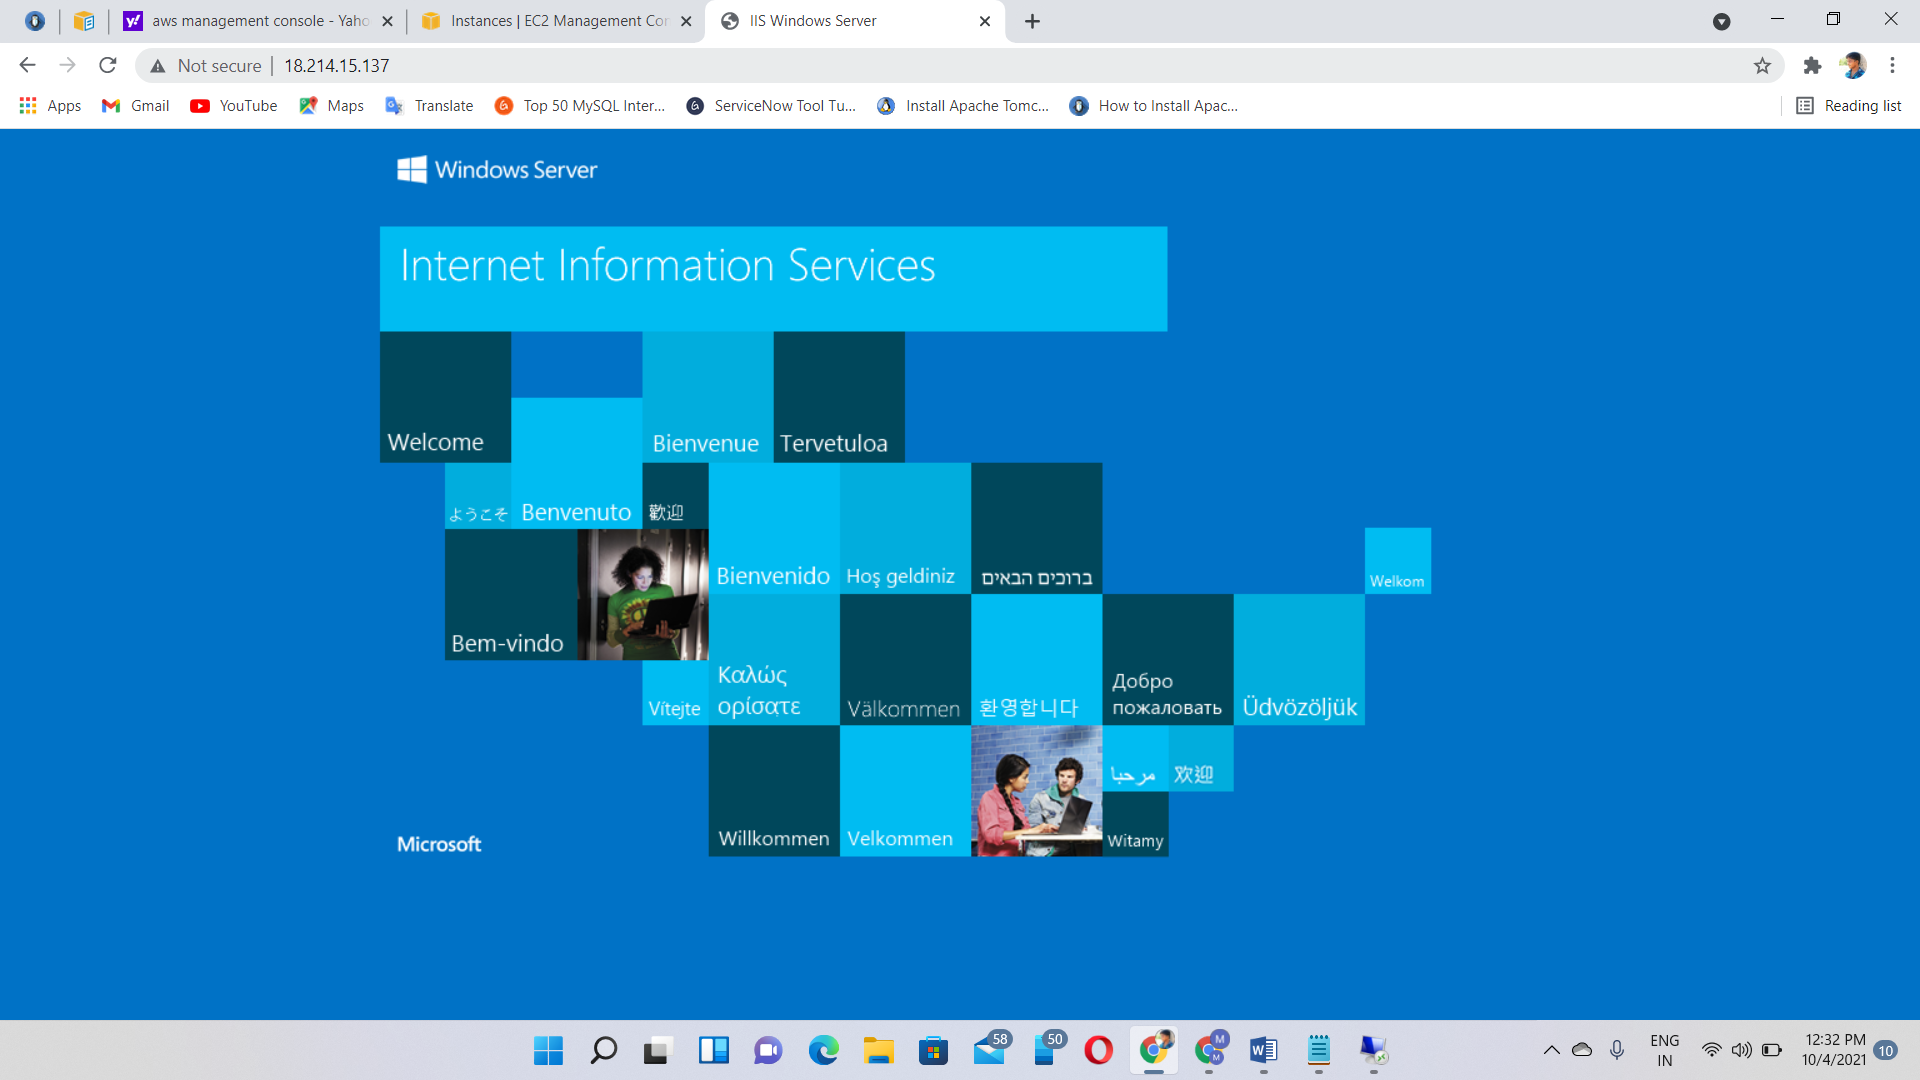 aws management console - Yaho
Instances | EC2 Management Con
IIS Windows Server
Not secure
18.214.15.137
Apps
Gmail
YouTube
Maps
Translate
Top 50 MySQL Inter...
ServiceNow Tool Tu...
Install Apache Tomc...
How to Install Apac...
Reading list
Windows Server
Internet Information Services
Welcome
Bienvenue
Tervetuloa
ようこそ
Benvenuto
歡迎
Bienvenido
Hoş geldiniz
ברוכים הבאים
Welkom
Bem-vindo
Vítejte
Καλώς
ορίσατε
Välkommen
환영합니다
Добро
пожаловать
Üdvözöljük
مرحبا
欢迎
Willkommen
Velkommen
Witamy
Microsoft
58
50
M
M
ENG
IN
12:32 PM
10/4/2021
10